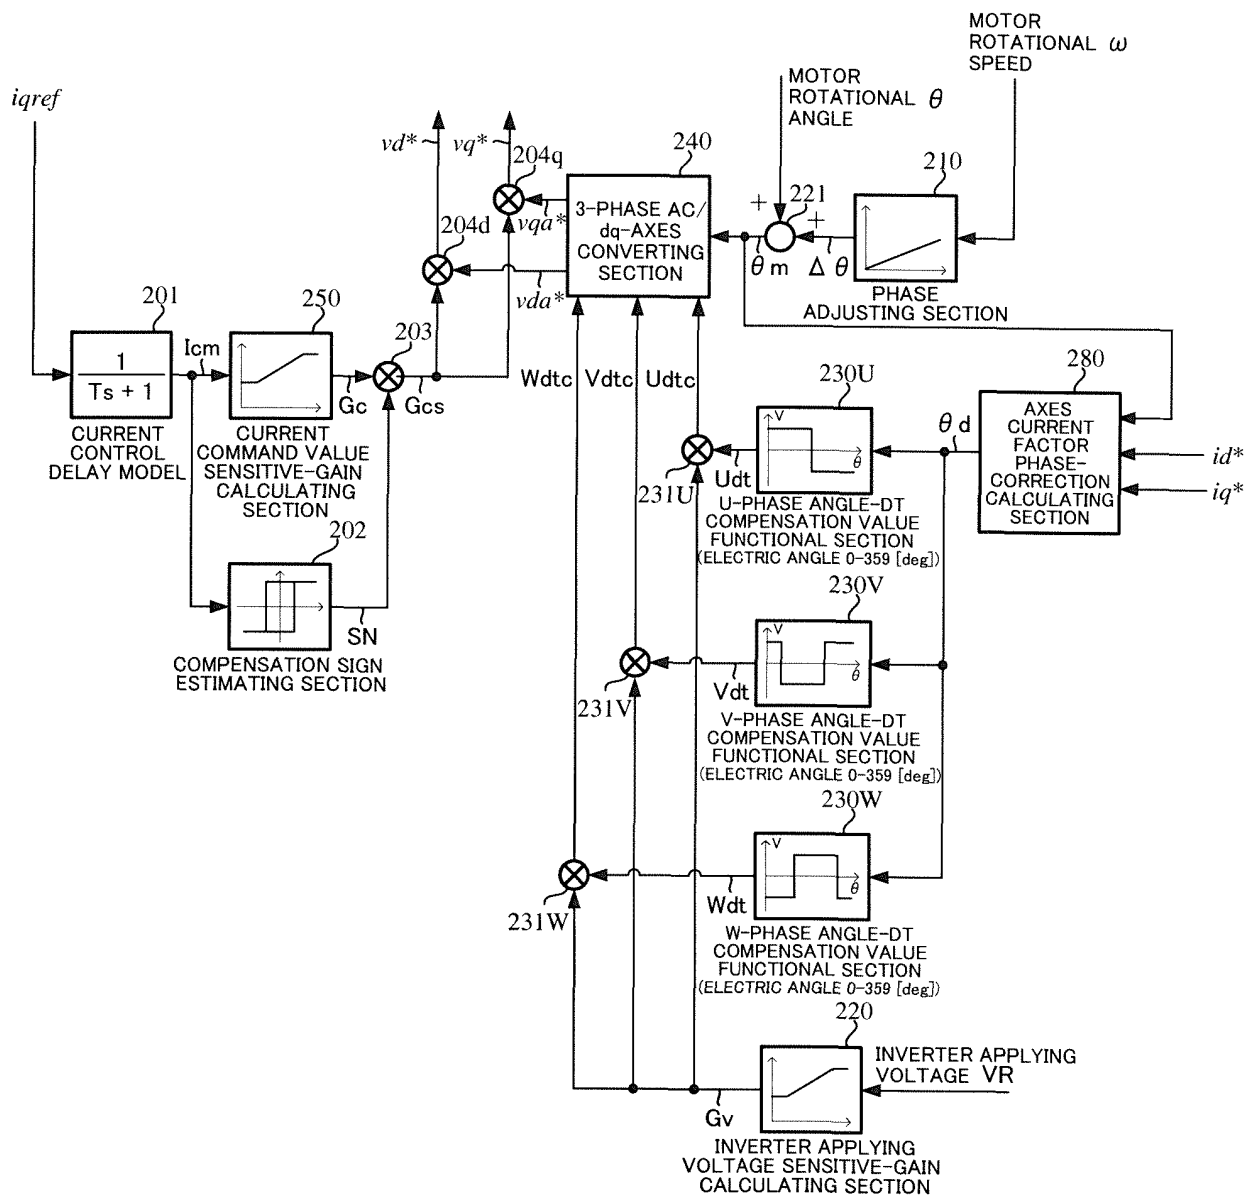 MOTOR
ROTATIONAL ω
SPEED
MOTOR
ROTATIONAL θ
ANGLE
iqref
vd*
vq*
204q
240
210
3-PHASE AC/
dq-AXES
CONVERTING
SECTION
vqa*
+
221
+
204d
θm
Δθ
vda*
PHASE
ADJUSTING SECTION
201
250
203
1
Ts + 1
Icm
Gc
Gcs
CURRENT
CONTROL
DELAY MODEL
CURRENT
COMMAND VALUE
SENSITIVE-GAIN
CALCULATING
SECTION
Wdtc
Vdtc
Udtc
230U
280
V
θ
θd
AXES
CURRENT
FACTOR
PHASE-
CORRECTION
CALCULATING
SECTION
id*
iq*
231U
Udt
U-PHASE ANGLE-DT
COMPENSATION VALUE
FUNCTIONAL SECTION
(ELECTRIC ANGLE 0-359 [deg])
202
SN
COMPENSATION SIGN
ESTIMATING SECTION
230V
V
θ
231V
Vdt
V-PHASE ANGLE-DT
COMPENSATION VALUE
FUNCTIONAL SECTION
(ELECTRIC ANGLE 0-359 [deg])
230W
V
θ
231W
Wdt
W-PHASE ANGLE-DT
COMPENSATION VALUE
FUNCTIONAL SECTION
(ELECTRIC ANGLE 0-359 [deg])
220
INVERTER APPLYING
VOLTAGE VR
Gv
INVERTER APPLYING
VOLTAGE SENSITIVE-GAIN
CALCULATING SECTION